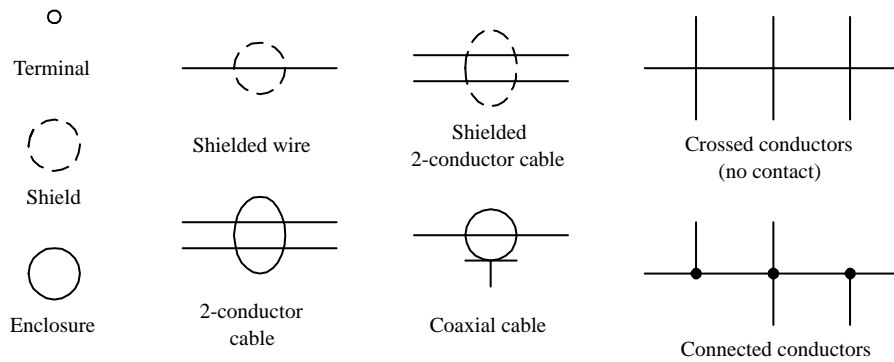 Terminal
Shielded wire
Shielded
2-conductor cable
Crossed conductors
(no contact)
Shield
Enclosure
2-conductor
cable
Coaxial cable
Connected conductors